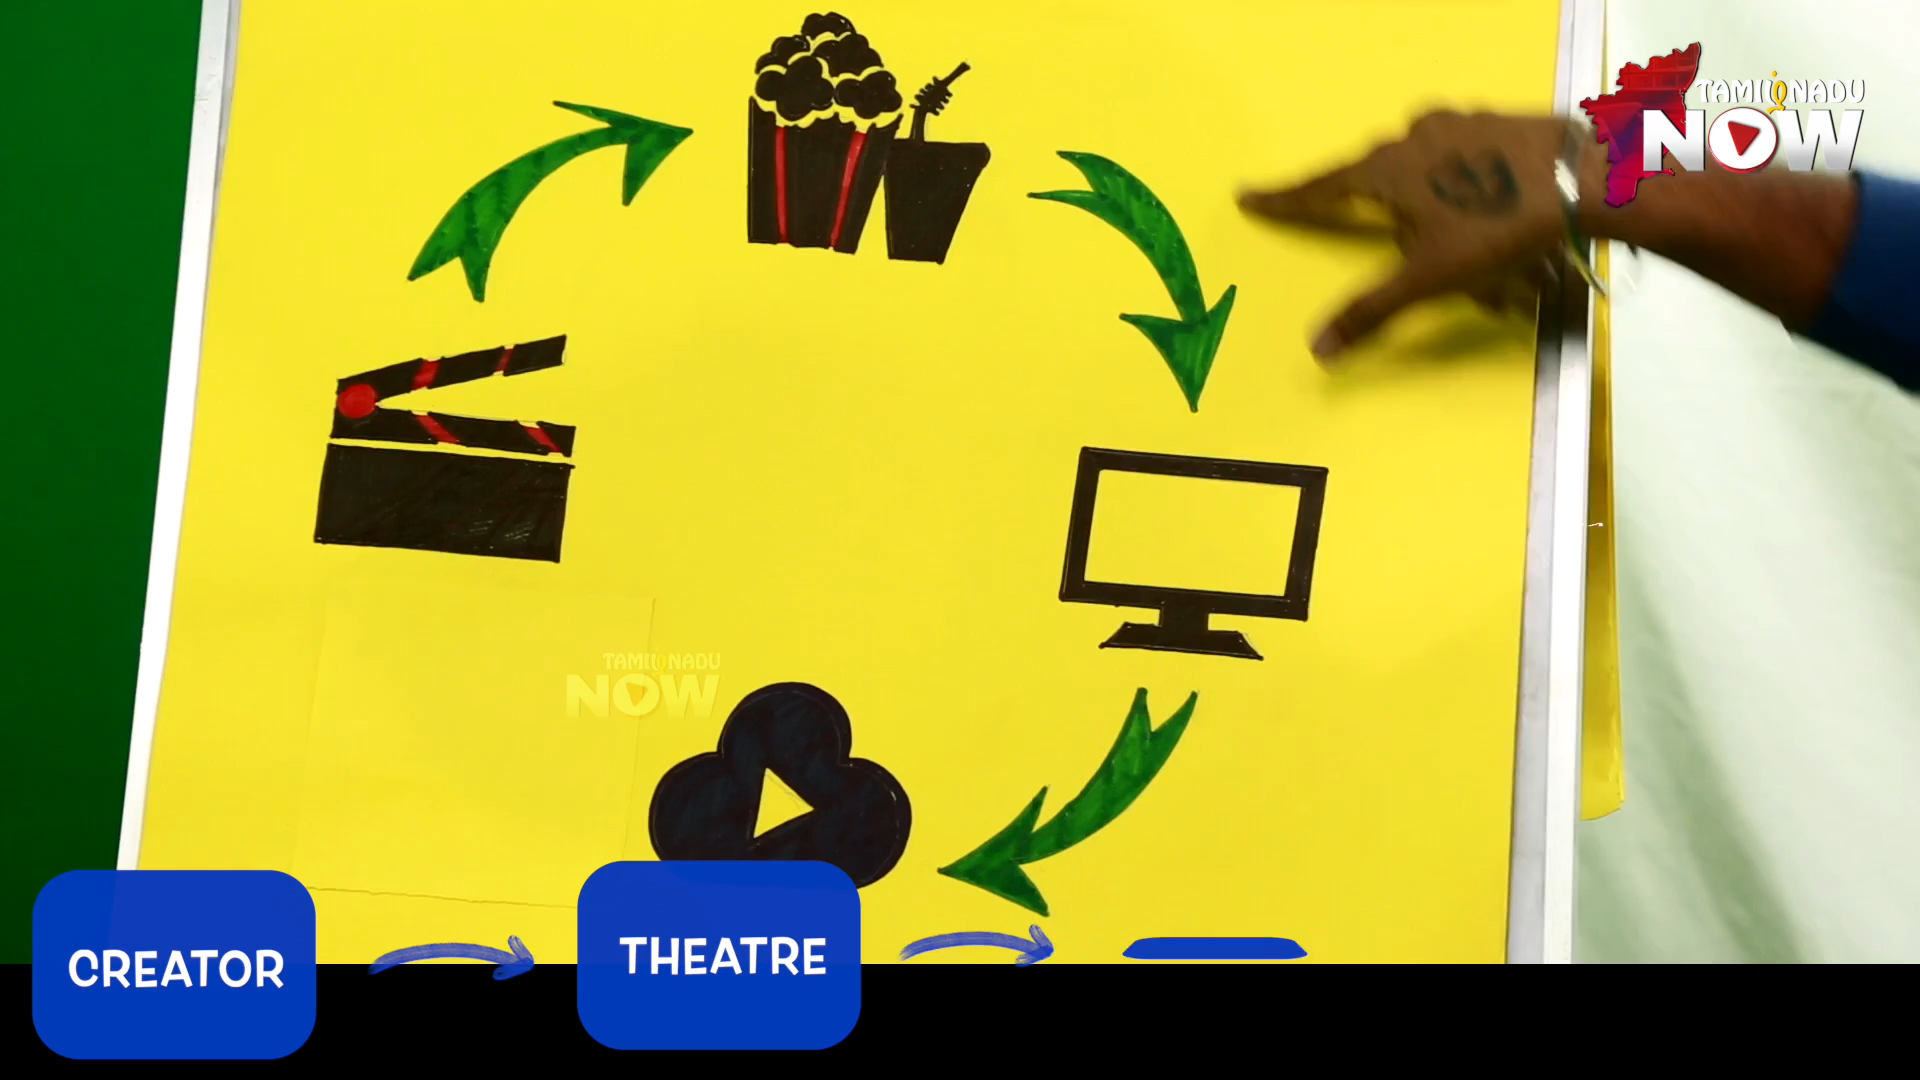 TAMILNADU
NOW
TAMILNADU
NOW
CREATOR
THEATRE